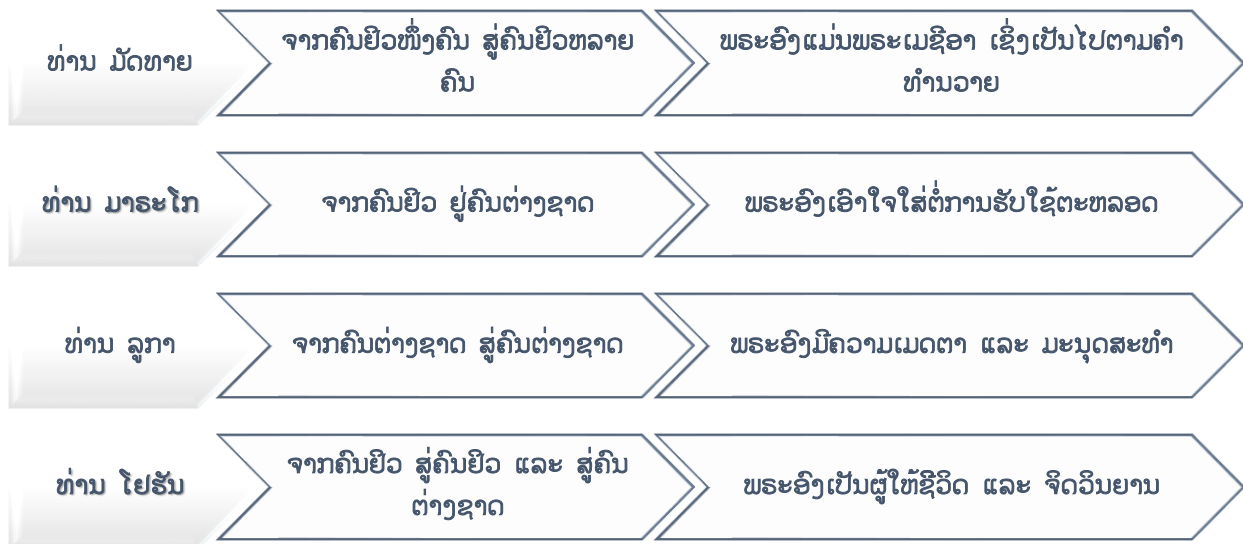 ທ່ານ ມັດທາຍ
ຈາກຄົນຢິວໜຶ່ງຄົນ ສູ່ຄົນຢິວຫລາຍ
ຄົນ
ພຣະອົງແມ່ນພຣະເມຊີອາ ເຊິ່ງເປັນໄປຕາມຄຳ
ທຳນວາຍ
ທ່ານ ມາຣະໂກ
ຈາກຄົນຢິວ ຢູ່ຄົນຕ່າງຊາດ
ພຣະອົງເອົາໃຈໃສ່ຕໍ່ການຮັບໃຊ້ຕະຫລອດ
ທ່ານ ລູກາ
ຈາກຄົນຕ່າງຊາດ ສູ່ຄົນຕ່າງຊາດ
ພຣະອົງມີຄວາມເມດຕາ ແລະ ມະນຸດສະທຳ
ທ່ານ ໂຢຮັນ
ຈາກຄົນຢິວ ສູ່ຄົນຢິວ ແລະ ສູ່ຄົນ
ຕ່າງຊາດ
ພຣະອົງເປັນຜູ້ໃຫ້ຊີວິດ ແລະ ຈິດວິນຍານ